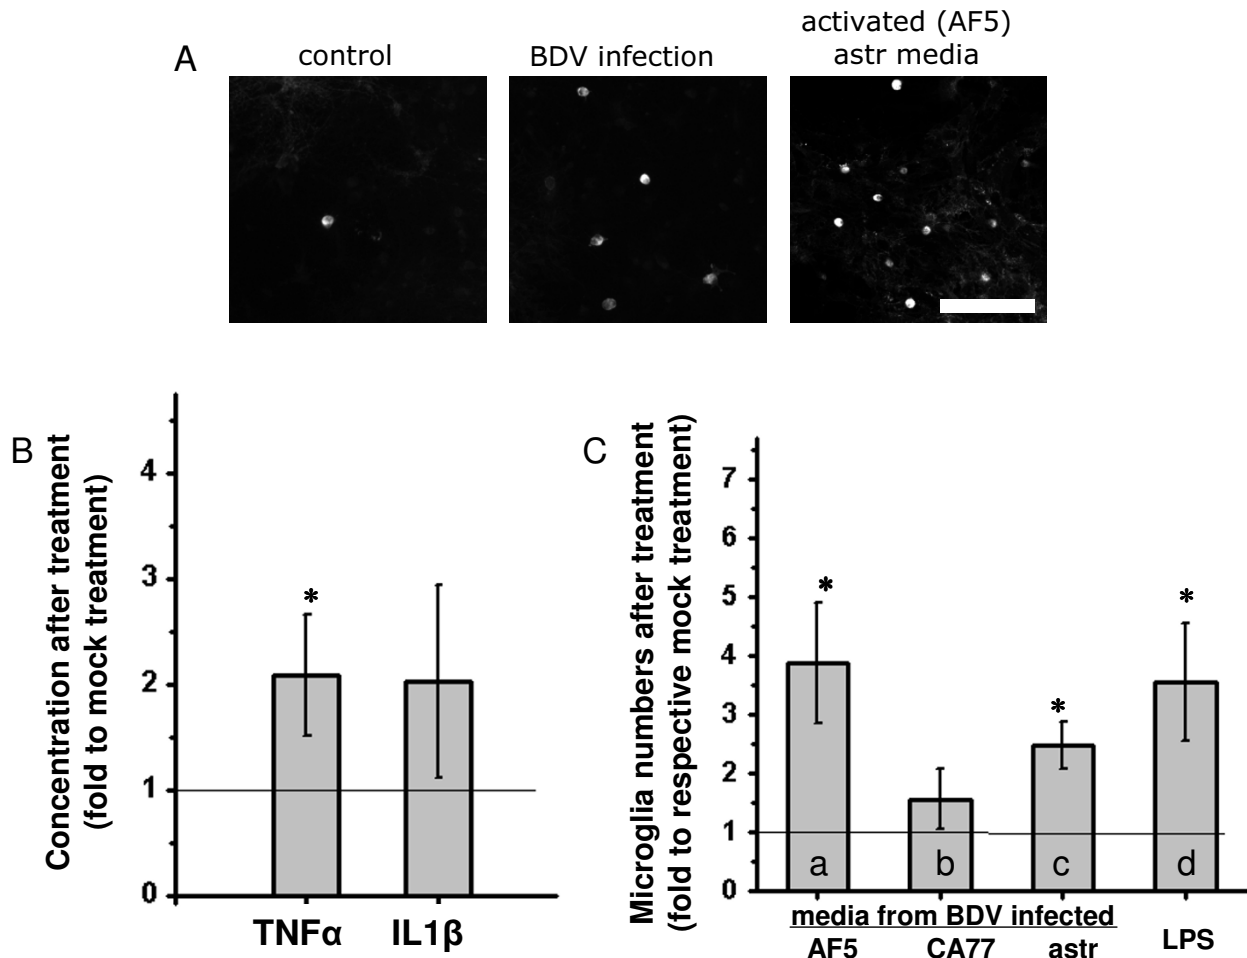 A
control
BDV infection
activated (AF5)
astr media
B
Concentration after treatment
(fold to mock treatment)
4
3
2
1
0
*
TNFα
IL1β
C
Microglia numbers after treatment
(fold to respective mock treatment)
7
6
5
4
3
2
1
0
*
*
*
a
b
c
d
media from BDV infected
AF5
CA77
astr
LPS